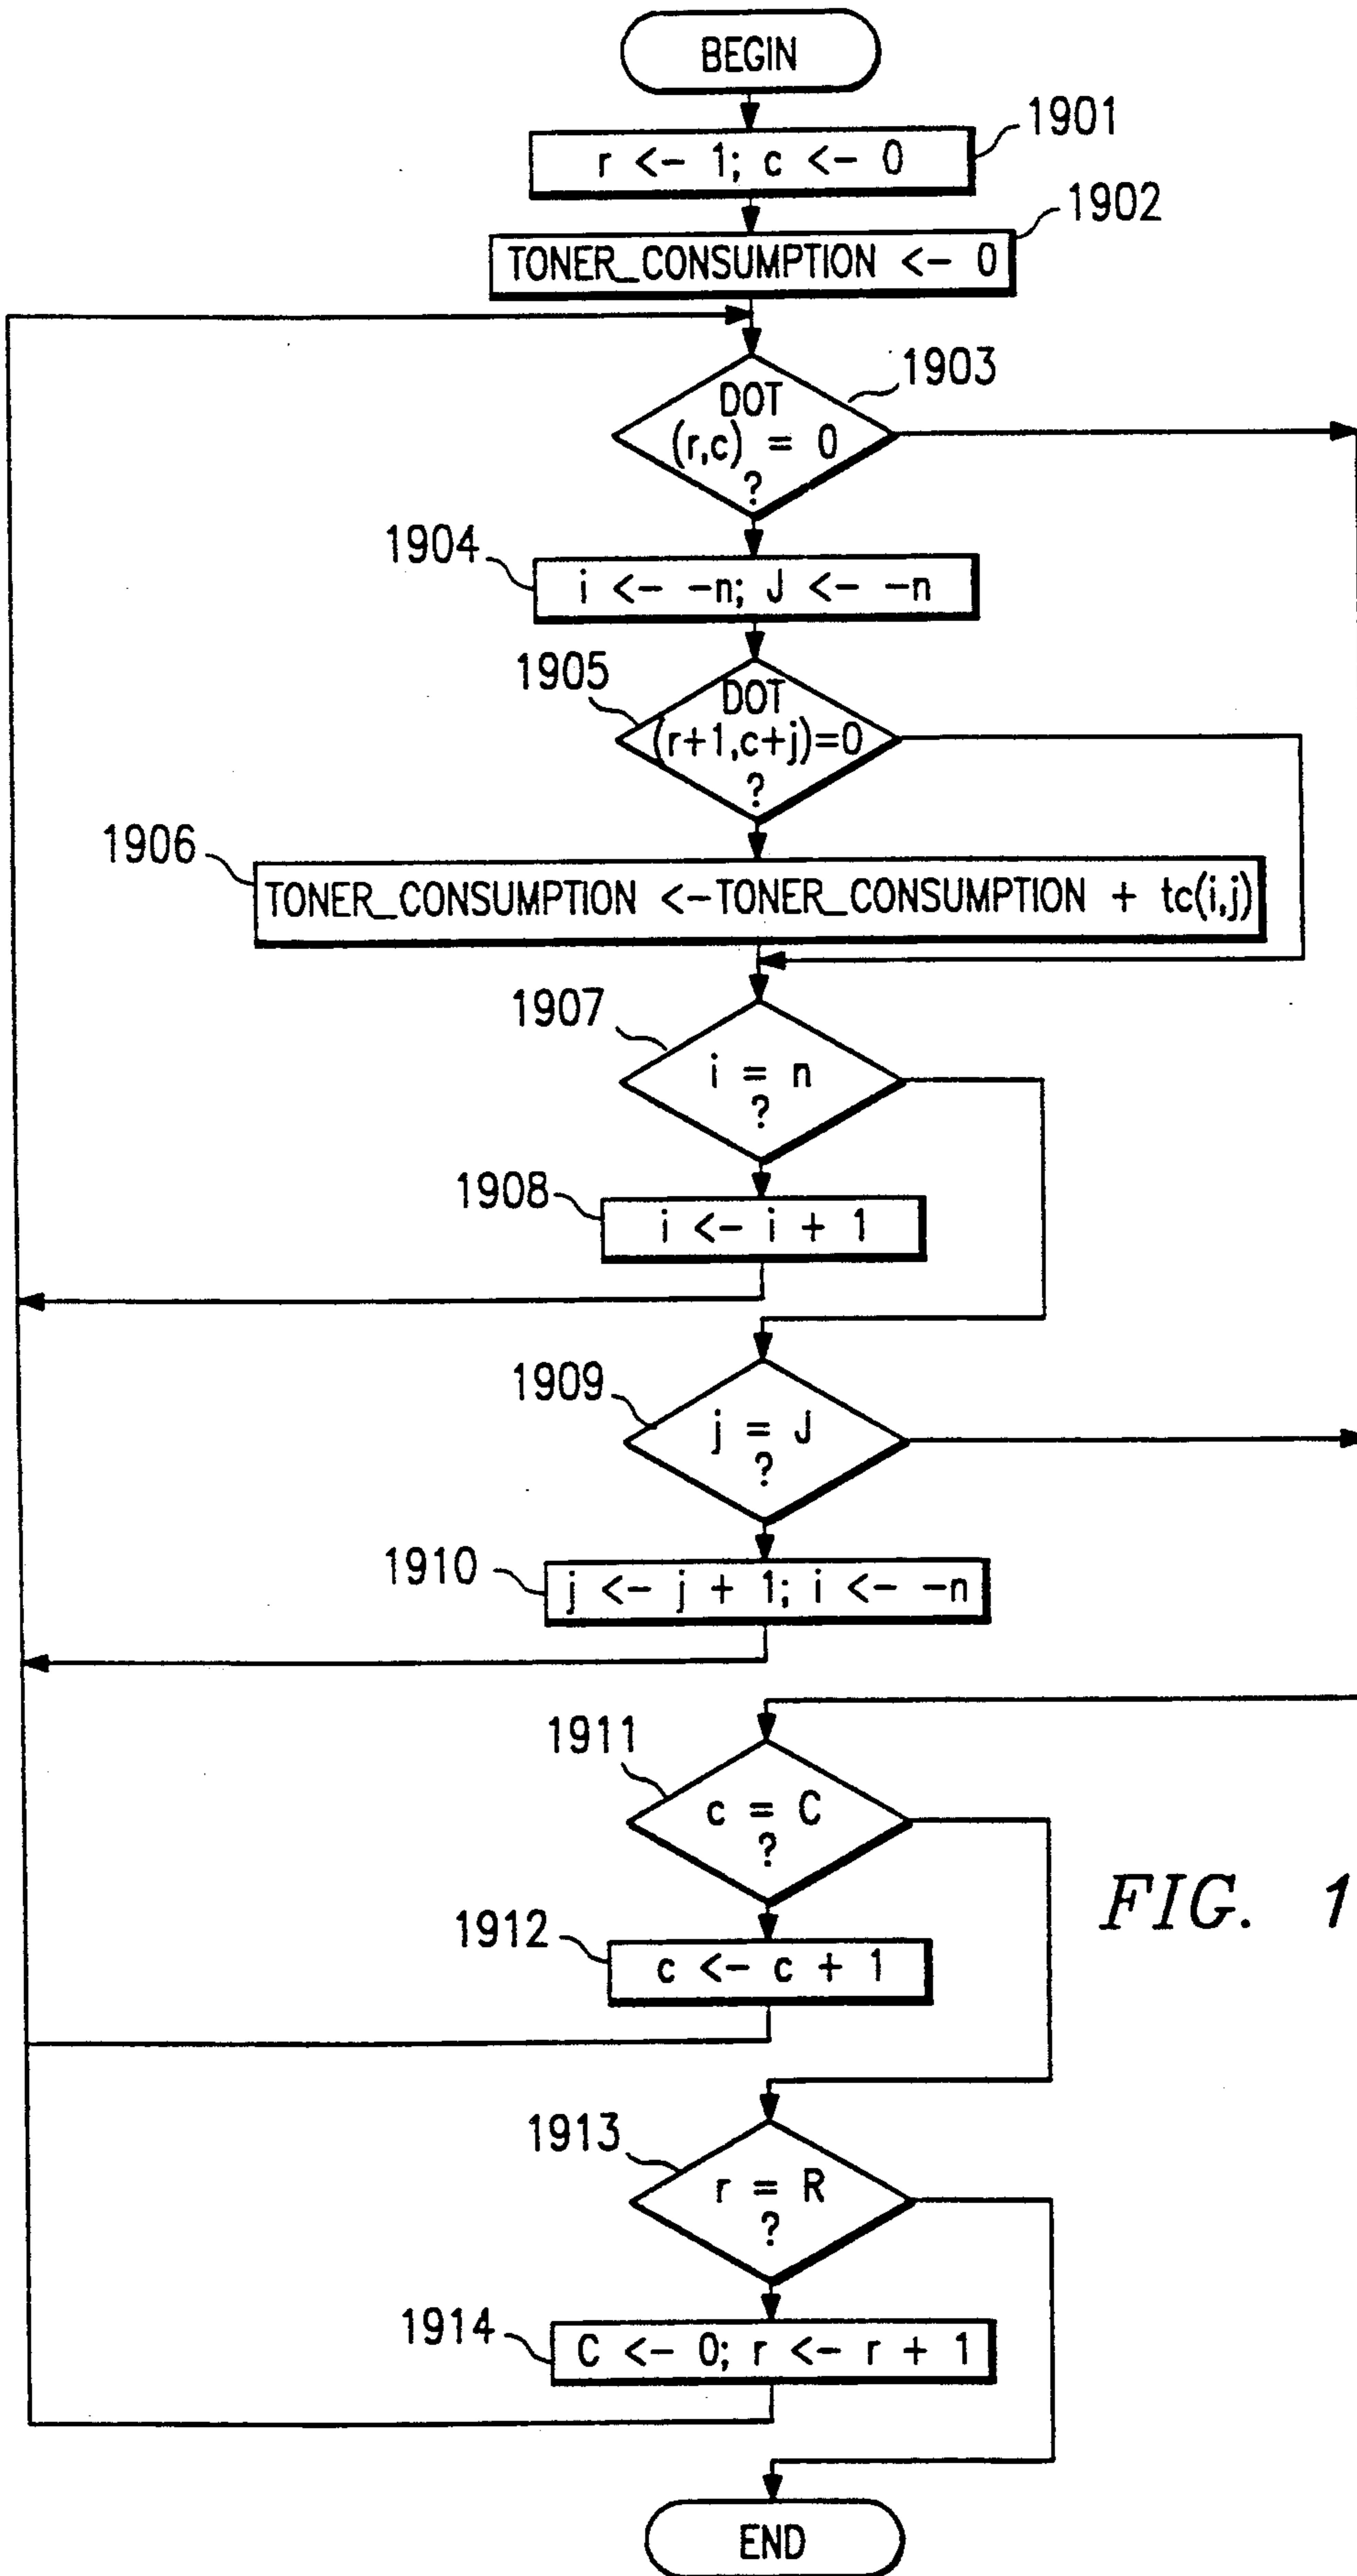 BEGIN
1901
r <- 1; c <- 0
1902
TONER_CONSUMPTION <- 0
1903
DOT
(r,c) = 0
?
1904
i <- -n; J <- -n
1905
DOT
(r+1,c+j)=0
?
1906
TONER_CONSUMPTION <-TONER_CONSUMPTION + tc(i,j)
1907
i = n
?
1908
i <- i + 1
1909
j = J
?
1910
j <- j + 1; i <- -n
1911
c = C
?
FIG. 1
1912
c <- c + 1
1913
r = R
?
1914
C <- 0; r <- r + 1
END